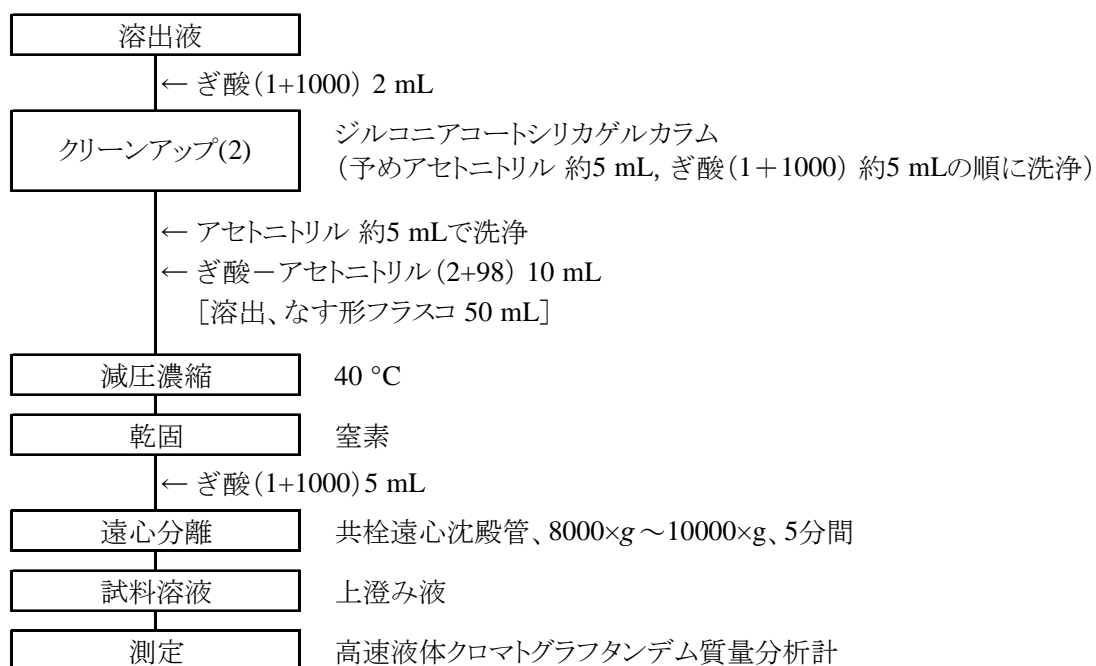 溶出液
← ぎ酸(1+1000) 2 mL
クリーンアップ(2)
ジルコニアコートシリカゲルカラム
(予めアセトニトリル 約5 mL, ぎ酸(1＋1000) 約5 mLの順に洗浄)
← アセトニトリル 約5 mLで洗浄
← ぎ酸－アセトニトリル(2+98) 10 mL
［溶出、なす形フラスコ 50 mL］
減圧濃縮 40 °C
乾固 窒素
← ぎ酸(1+1000)5 mL
遠心分離 共栓遠心沈殿管、8000×g～10000×g、5分間
試料溶液 上澄み液
測定 高速液体クロマトグラフタンデム質量分析計